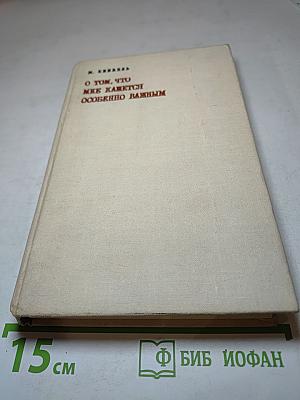 М. КНЕБЕЛЬ
О ТОМ, ЧТО
МНЕ КАЖЕТСЯ
ОСОБЕННО ВАЖНЫМ
15 см
БИБ ИОФАН